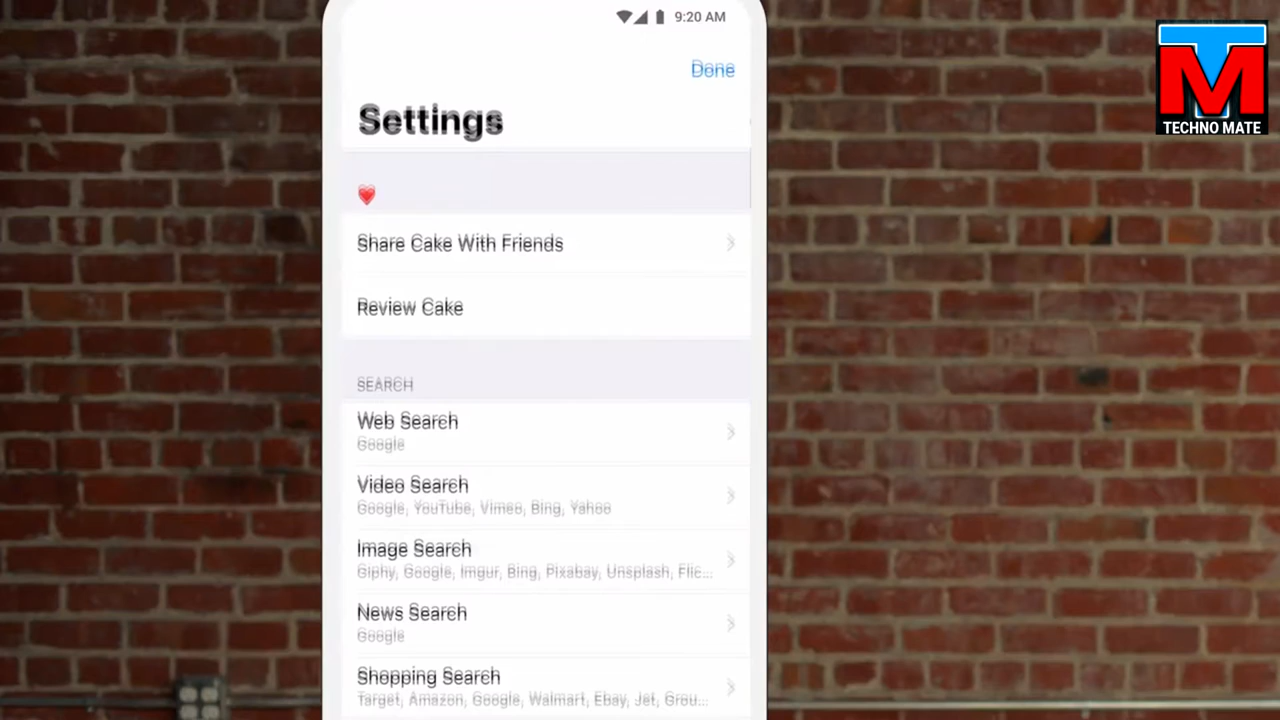 9:20 AM
Done
Settings
Share Cake With Friends
Review Cake
SEARCH
Web Search
Google
Video Search
Google, YouTube, Vimeo, Bing, Yahoo
Image Search
Giphy, Google, Imgur, Bing, Pixabay, Unsplash, Flic...
News Search
Google
Shopping Search
Target, Amazon, Google, Walmart, Ebay, Jet, Grou...
TM
TECHNO MATE